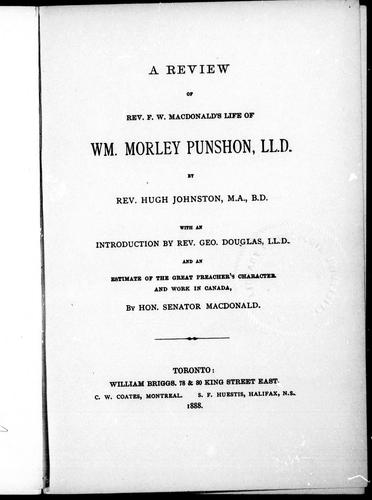 A REVIEW
OF
REV. F. W. MACDONALD'S LIFE OF
WM. MORLEY PUNSHON, LL.D.
BY
REV. HUGH JOHNSTON, M.A., B.D.
WITH AN
INTRODUCTION BY REV. GEO. DOUGLAS, LL.D.
AND AN
ESTIMATE OF THE GREAT PREACHER'S CHARACTER
AND WORK IN CANADA,
BY HON. SENATOR MACDONALD.
TORONTO:
WILLIAM BRIGGS, 78 & 80 KING STREET EAST.
C. W. COATES, MONTREAL. S. F. HUESTIS, HALIFAX, N.S.
1888.